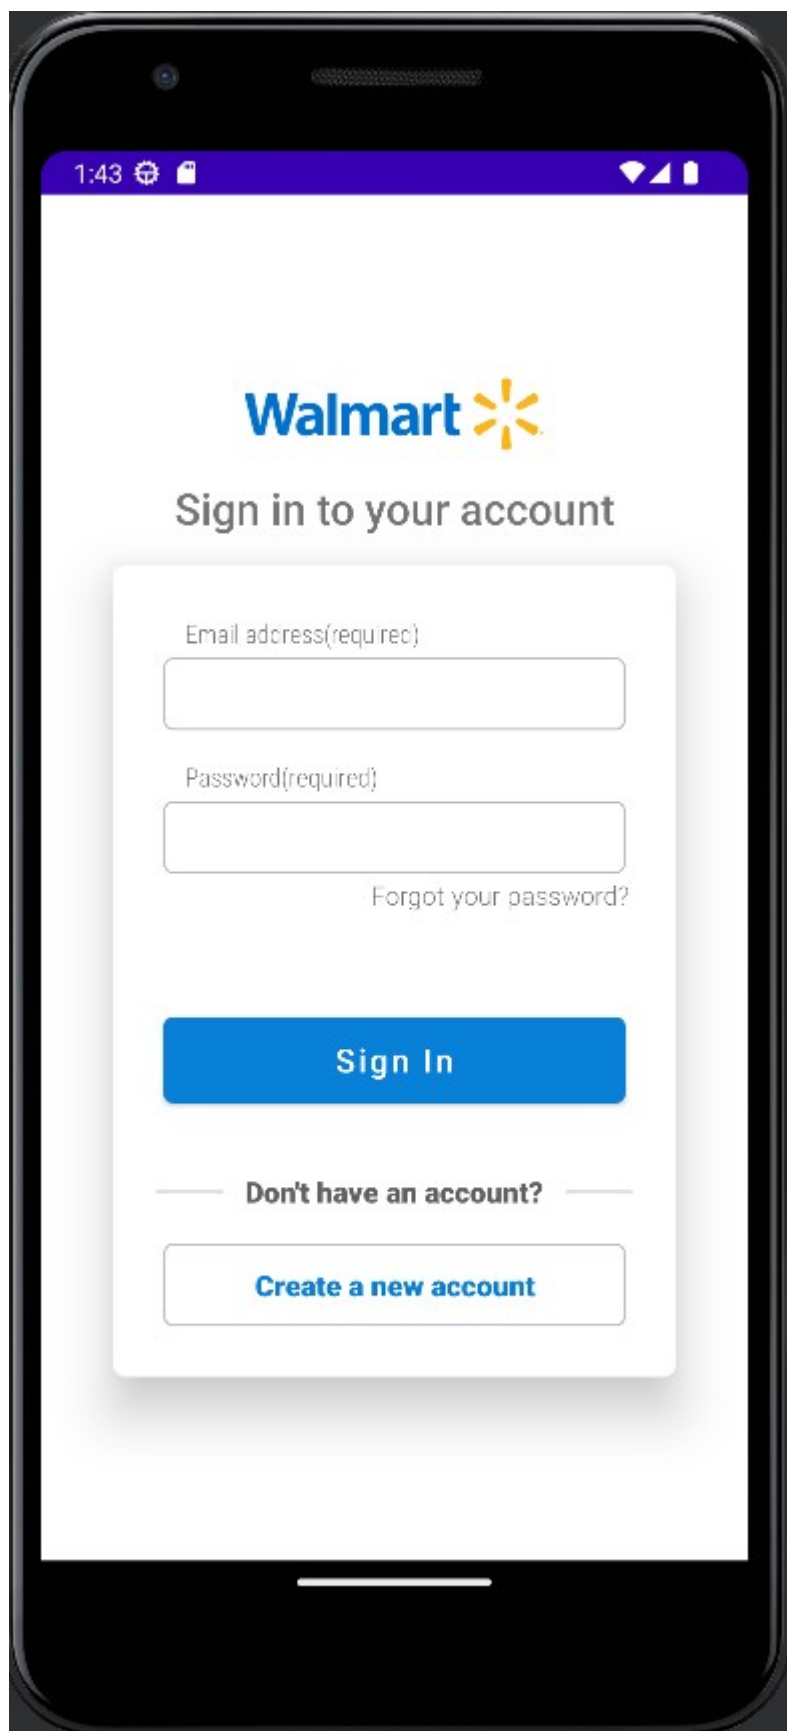 1:43
Walmart
Sign in to your account
Email address(required)
Password(required)
Forgot your password?
Sign In
Don't have an account?
Create a new account